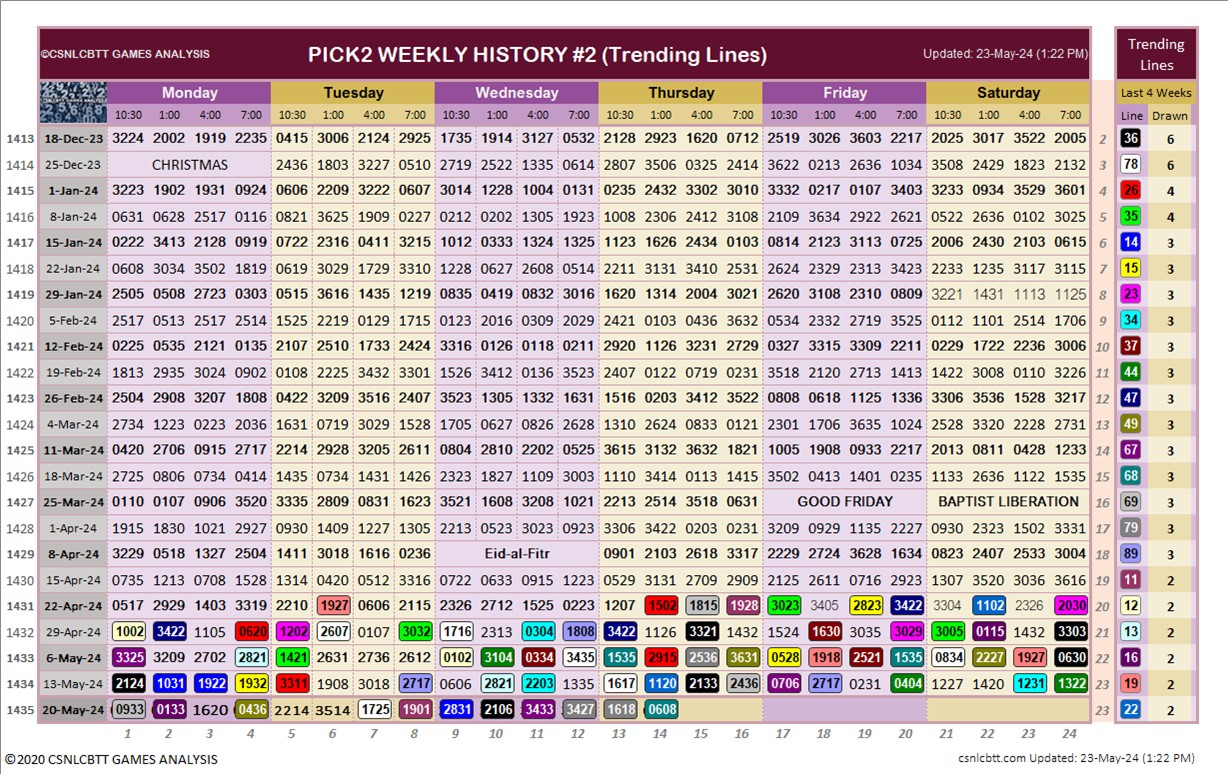 ©CSNLCBTT GAMES ANALYSIS PICK2 WEEKLY HISTORY #2 (Trending Lines) Updated: 23-May-24 (1:22 PM) Trending Lines
Monday Tuesday Wednesday Thursday Friday Saturday Last 4 Weeks
10:30 1:00 4:00 7:00 10:30 1:00 4:00 7:00 10:30 1:00 4:00 7:00 10:30 1:00 4:00 7:00 10:30 1:00 4:00 7:00 10:30 1:00 4:00 7:00 Line Drawn
1413 18-Dec-23 3224 2002 1919 2235 0415 3006 2124 2925 1735 1914 3127 0532 2128 2923 1620 0712 2519 3026 3603 2217 2025 3017 3522 2005 2 36 6
1414 25-Dec-23 CHRISTMAS 2436 1803 3227 0510 2719 2522 1335 0614 2807 3506 0305 2414 3622 0213 2636 1034 3508 2429 1823 2132 3 78 6
1415 1-Jan-24 3223 1902 1931 0924 0606 2209 3222 0607 3014 1228 1004 0131 0235 2432 3302 3010 3332 0217 0107 3403 3233 0934 3529 3601 4 26 4
1416 8-Jan-24 0631 0628 2517 0116 0821 3625 1909 0227 0212 0202 1305 1923 1008 2306 2412 3108 2109 3634 2922 2621 0522 2636 0102 3025 5 35 4
1417 15-Jan-24 0222 3413 2128 0919 0722 2316 0411 3215 1012 0333 1324 1325 1123 1626 2434 0103 0814 2123 3113 0725 2006 2430 2103 0615 6 14 3
1418 22-Jan-24 0608 3034 3502 1819 0619 3029 1729 3310 1228 0627 2608 0514 2211 3131 3410 2531 2624 2329 2713 3423 2233 1235 3117 3115 7 15 3
1419 29-Jan-24 2505 0508 2723 0303 0515 3616 1435 1219 0835 0419 0832 3016 1620 1314 2004 3021 2620 3108 2310 0809 3221 1431 1113 1125 8 23 3
1420 5-Feb-24 2517 0513 2517 2514 1525 2219 0129 1715 0123 2016 0309 2029 2421 0103 0436 3632 0534 2332 2719 3525 0112 1101 2514 1706 9 34 3
1421 12-Feb-24 0225 0535 2121 0135 2107 2510 1733 2424 3316 0126 0118 0211 2920 1126 3231 2729 0327 3315 3309 2211 0229 1722 2236 3006 10 37 3
1422 19-Feb-24 1813 2935 3024 0902 0108 2225 3432 3301 1526 3412 0136 3523 2407 0122 0719 0231 3518 2120 2713 1413 1422 3008 0110 3226 11 44 3
1423 26-Feb-24 2504 2908 3207 1808 0422 3209 3516 2407 3523 1305 1332 1631 1516 0203 3412 3522 0808 0618 1125 1336 3306 3536 1528 3217 12 47 3
1424 4-Mar-24 2734 1223 0223 2036 1631 0719 3029 1528 1705 0627 0826 2628 1310 2624 0833 0121 2301 1706 3635 1024 2528 3320 2228 2731 13 49 3
1425 11-Mar-24 0420 2706 0915 2717 2214 2928 3205 2611 0804 2810 2202 0525 3615 3132 3632 1821 1005 1908 0933 2217 2013 0811 0428 1233 14 67 3
1426 18-Mar-24 2725 0806 0734 0414 1435 0734 1431 1426 2323 1827 1109 3003 1110 3414 0613 1415 3502 0413 1401 0235 1133 2636 1122 1535 15 68 3
1427 25-Mar-24 0110 0107 0906 3520 3335 2809 0831 1623 3521 1608 3208 1021 2213 2514 3518 0631 GOOD FRIDAY BAPTIST LIBERATION 16 69 3
1428 1-Apr-24 1915 1830 1021 2927 0930 1409 1227 1305 2213 0523 3023 0923 3306 3422 0203 0231 3209 0929 1135 2227 0930 2323 1502 3331 17 79 3
1429 8-Apr-24 3229 0518 1327 2504 1411 3018 1616 0236 Eid-al-Fitr 0901 2103 2618 3317 2229 2724 3628 1634 0823 2407 2533 3004 18 89 3
1430 15-Apr-24 0735 1213 0708 1528 1314 0420 0512 3316 0722 0633 0915 1223 0529 3131 2709 2909 2125 2611 0716 2923 1307 3520 3036 3616 19 11 2
1431 22-Apr-24 0517 2929 1403 3319 2210 1927 0606 2115 2326 2712 1525 0223 1207 1502 1815 1928 3023 3405 2823 3422 3304 1102 2326 2030 20 12 2
1432 29-Apr-24 1002 3422 1105 0620 1202 2607 0107 3032 1716 2313 0304 1808 3422 1126 3321 1432 1524 1630 3035 3029 3005 0115 1432 3303 21 13 2
1433 6-May-24 3325 3209 2702 2821 1421 2631 2736 2612 0102 3104 0334 3435 1535 2915 2536 3631 0528 1918 2521 1535 0834 2227 1927 0630 22 16 2
1434 13-May-24 2124 1031 1922 1932 3311 1908 3018 2717 0606 2821 2203 1335 1617 1120 2133 2436 0706 2717 0231 0404 1227 1420 1231 1322 23 19 2
1435 20-May-24 0933 0133 1620 0436 2214 3514 1725 1901 2831 2106 3433 3427 1618 0608 23 22 2
1 2 3 4 5 6 7 8 9 10 11 12 13 14 15 16 17 18 19 20 21 22 23 24
©2020 CSNLCBTT GAMES ANALYSIS csnlcbtt.com Updated: 23-May-24 (1:22 PM)